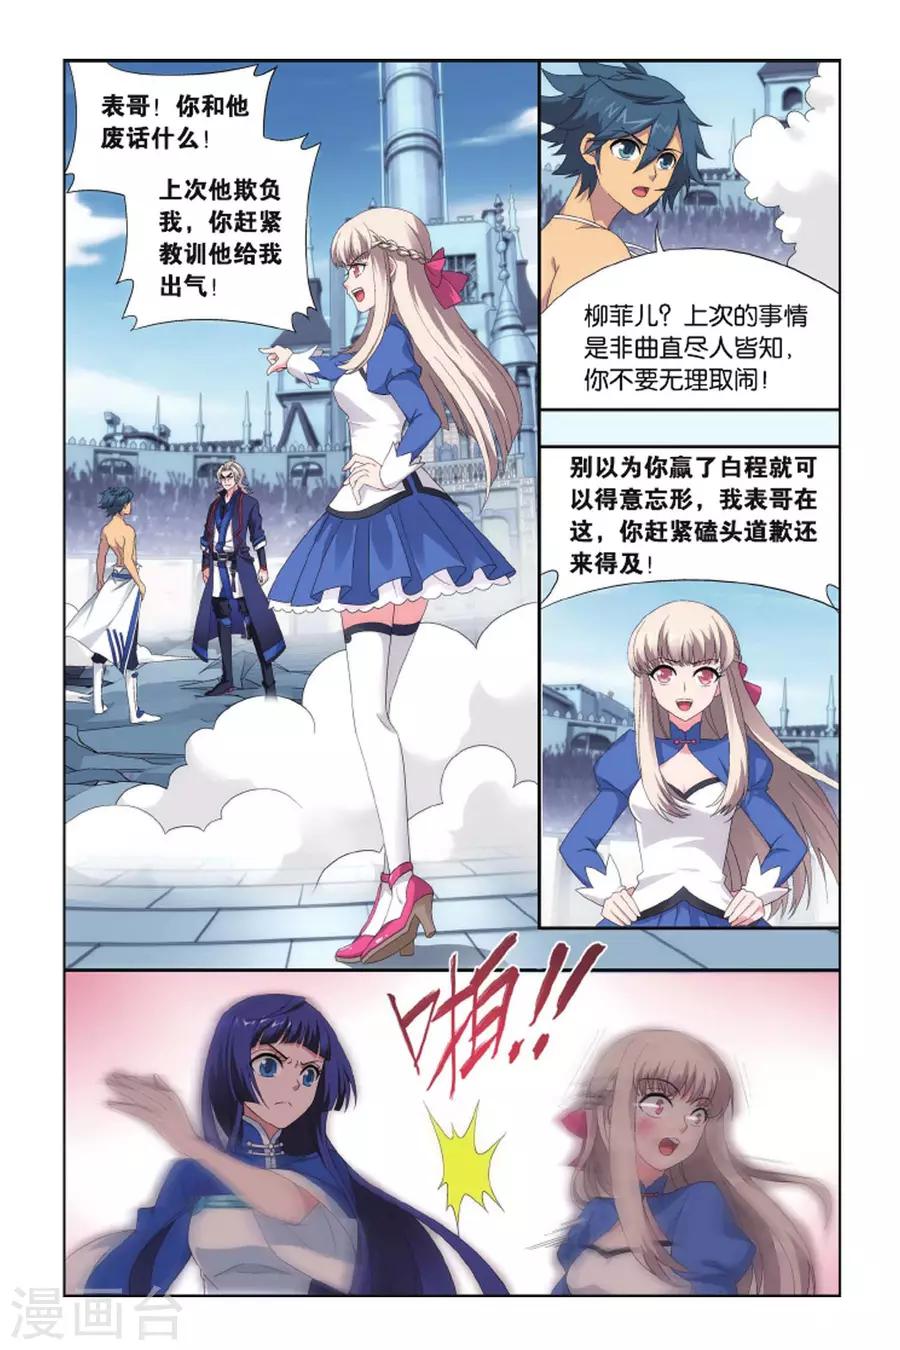 表哥！你和他
废话什么！
上次他欺负
我，你赶紧
教训他给我
出气！
柳菲儿？上次的事情
是非曲直尽人皆知，
你不要无理取闹！
别以为你赢了白程就可
以得意忘形，我表哥在
这，你赶紧磕头道歉还
来得及！
啪!!
漫画台